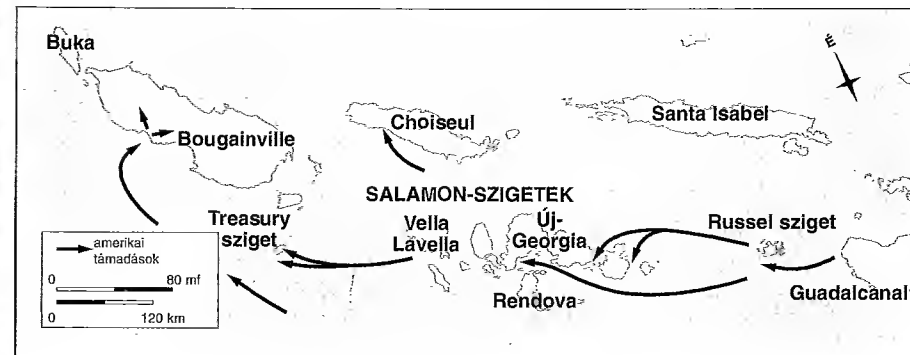 Buka
É
Bougainville
Choiseul
Santa Isabel
SALAMON-SZIGETEK
Treasury
sziget
Vella
Lavella
Új-
Georgia
Russel sziget
Rendova
Guadalcanal
amerikai
támadások
0 80 mf
0 120 km